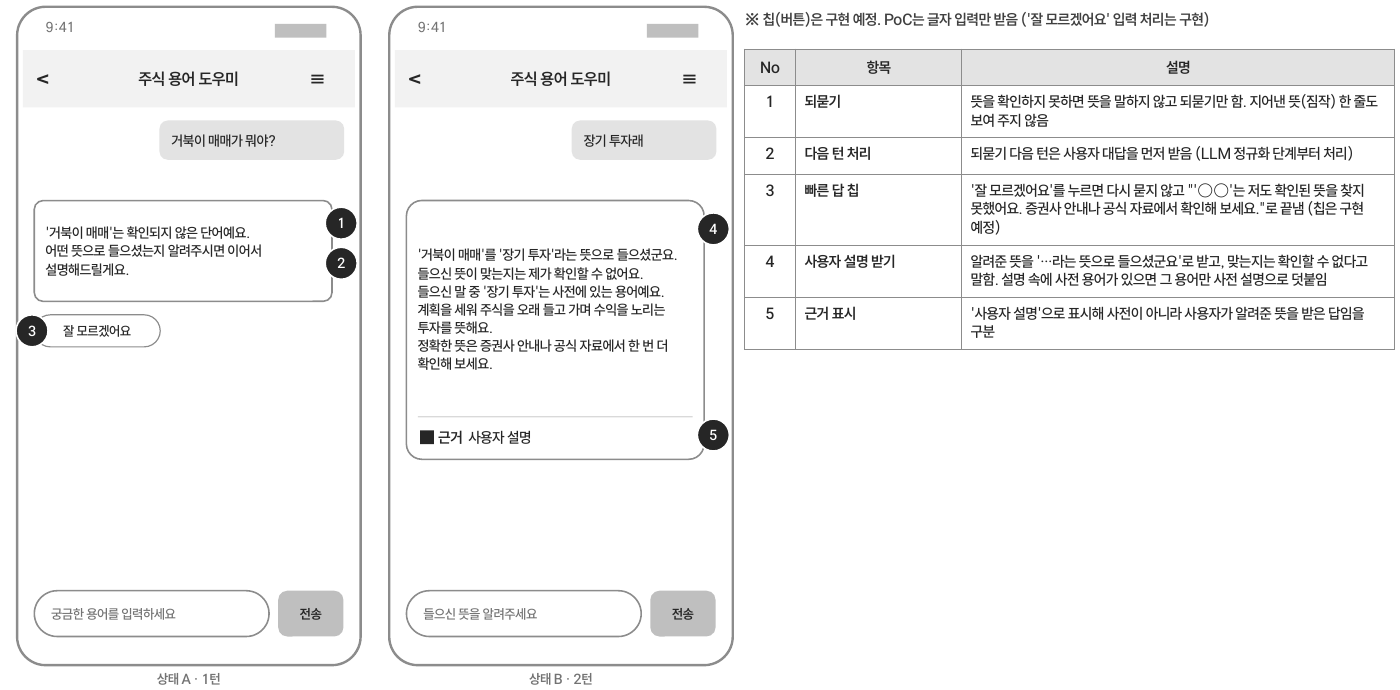 9:41
<
주식 용어 도우미
≡
거북이 매매가 뭐야?
'거북이 매매'는 확인되지 않은 단어예요.
어떤 뜻으로 들으셨는지 알려주시면 이어서
설명해드릴게요.
1
2
3
잘 모르겠어요
궁금한 용어를 입력하세요
전송
상태 A · 1턴
9:41
<
주식 용어 도우미
≡
장기 투자래
4
'거북이 매매'를 '장기 투자'라는 뜻으로 들으셨군요.
들으신 뜻이 맞는지는 제가 확인할 수 없어요.
들으신 말 중 '장기 투자'는 사전에 있는 용어예요.
계획을 세워 주식을 오래 들고 가며 수익을 노리는
투자를 뜻해요.
정확한 뜻은 증권사 안내나 공식 자료에서 한 번 더
확인해 보세요.
■ 근거 사용자 설명
5
들으신 뜻을 알려주세요
전송
상태 B · 2턴
※ 칩(버튼)은 구현 예정. PoC는 글자 입력만 받음 ('잘 모르겠어요' 입력 처리는 구현)
No 항목 설명
1 되묻기 뜻을 확인하지 못하면 뜻을 말하지 않고 되묻기만 함. 지어낸 뜻(짐작) 한 줄도
보여 주지 않음
2 다음 턴 처리 되묻기 다음 턴은 사용자 대답을 먼저 받음 (LLM 정규화 단계부터 처리)
3 빠른 답 칩 '잘 모르겠어요'를 누르면 다시 묻지 않고 "'○○'는 저도 확인된 뜻을 찾지
못했어요. 증권사 안내나 공식 자료에서 확인해 보세요."로 끝냄 (칩은 구현
예정)
4 사용자 설명 받기 알려준 뜻을 '…라는 뜻으로 들으셨군요'로 받고, 맞는지는 확인할 수 없다고
말함. 설명 속에 사전 용어가 있으면 그 용어만 사전 설명으로 덧붙임
5 근거 표시 '사용자 설명'으로 표시해 사전이 아니라 사용자가 알려준 뜻을 받은 답임을
구분